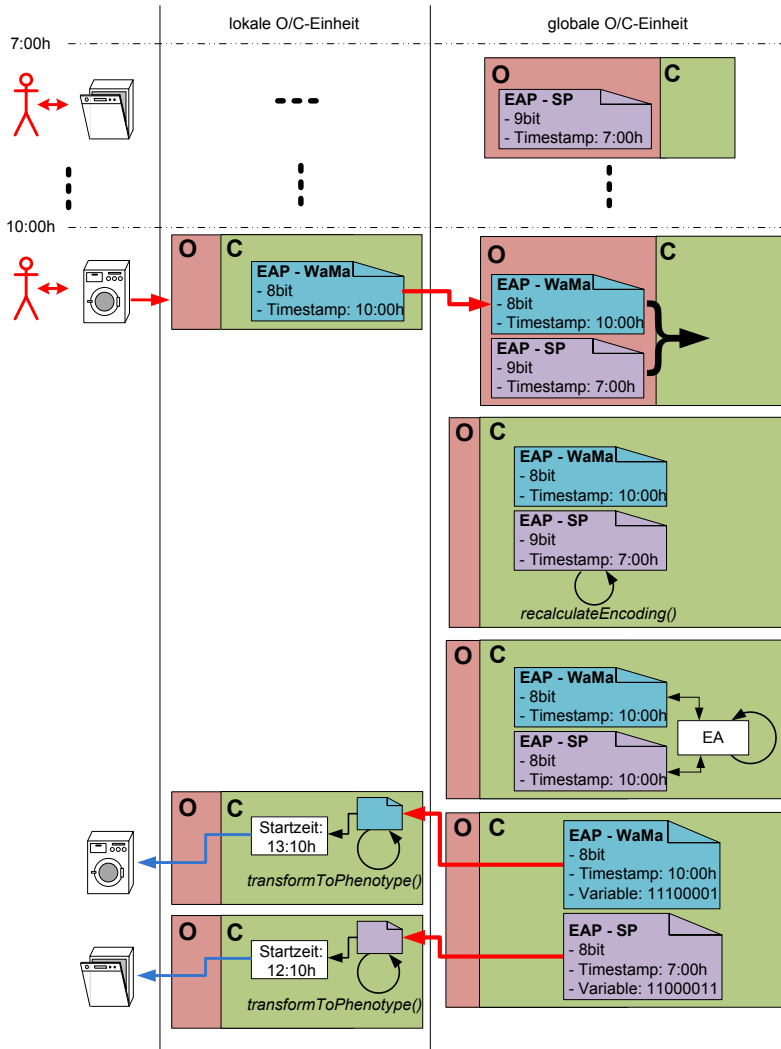 lokale O/C-Einheit
globale O/C-Einheit
7:00h
O
C
EAP - SP
- 9bit
- Timestamp: 7:00h
10:00h
O
C
EAP - WaMa
- 8bit
- Timestamp: 10:00h
O
C
EAP - WaMa
- 8bit
- Timestamp: 10:00h
EAP - SP
- 9bit
- Timestamp: 7:00h
O
C
EAP - WaMa
- 8bit
- Timestamp: 10:00h
EAP - SP
- 9bit
- Timestamp: 7:00h
recalculateEncoding()
O
C
EAP - WaMa
- 8bit
- Timestamp: 10:00h
EAP - SP
- 8bit
- Timestamp: 10:00h
EA
O
C
Startzeit:
13:10h
transformToPhenotype()
O
C
EAP - WaMa
- 8bit
- Timestamp: 10:00h
- Variable: 11100001
EAP - SP
- 8bit
- Timestamp: 7:00h
- Variable: 11000011
O
C
Startzeit:
12:10h
transformToPhenotype()